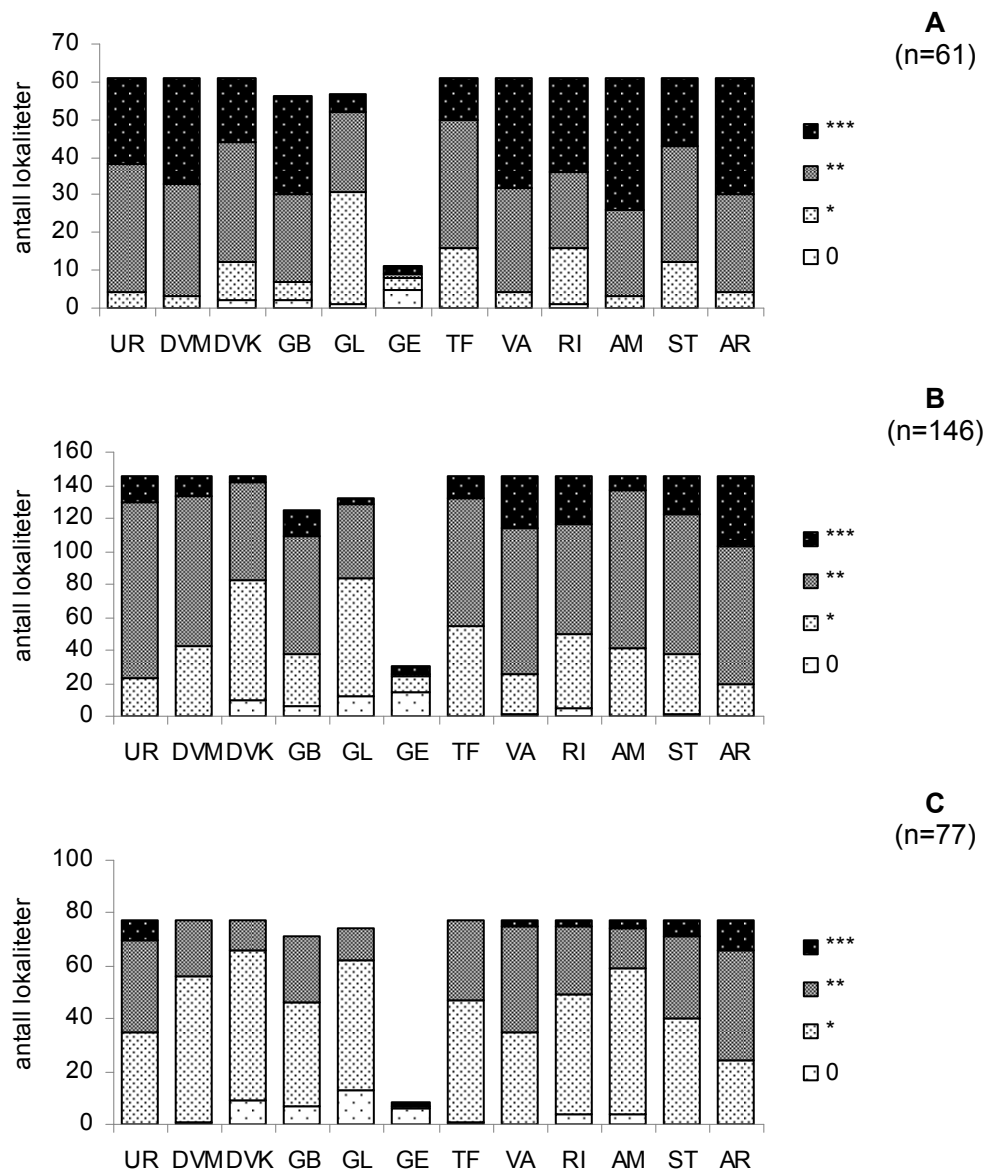 A
(n=61)
antall lokaliteter
70
60
50
40
30
20
10
0
UR DVM DVK GB GL GE TF VA RI AM ST AR
***
**
*
0
B
(n=146)
antall lokaliteter
160
140
120
100
80
60
40
20
0
UR DVM DVK GB GL GE TF VA RI AM ST AR
***
**
*
0
C
(n=77)
antall lokaliteter
100
80
60
40
20
0
UR DVM DVK GB GL GE TF VA RI AM ST AR
***
**
*
0